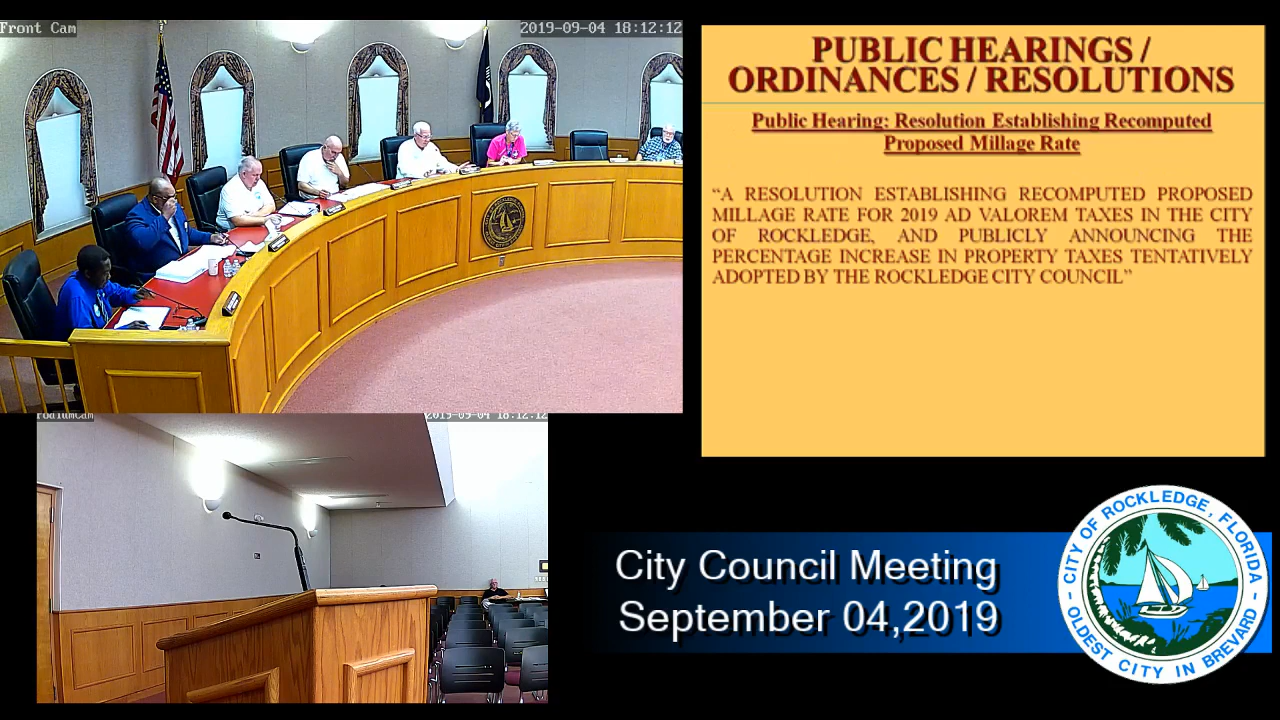 Front Cam
2019-09-04 18:12:12
PUBLIC HEARINGS /
ORDINANCES / RESOLUTIONS
Public Hearing: Resolution Establishing Recomputed
Proposed Millage Rate
“A RESOLUTION ESTABLISHING RECOMPUTED PROPOSED
MILLAGE RATE FOR 2019 AD VALOREM TAXES IN THE CITY
OF ROCKLEDGE, AND PUBLICLY ANNOUNCING THE
PERCENTAGE INCREASE IN PROPERTY TAXES TENTATIVELY
ADOPTED BY THE ROCKLEDGE CITY COUNCIL”
PodiumCam
2019-09-04 18:12:12
City Council Meeting
September 04,2019
CITY OF ROCKLEDGE, FLORIDA
OLDEST CITY IN BREVARD